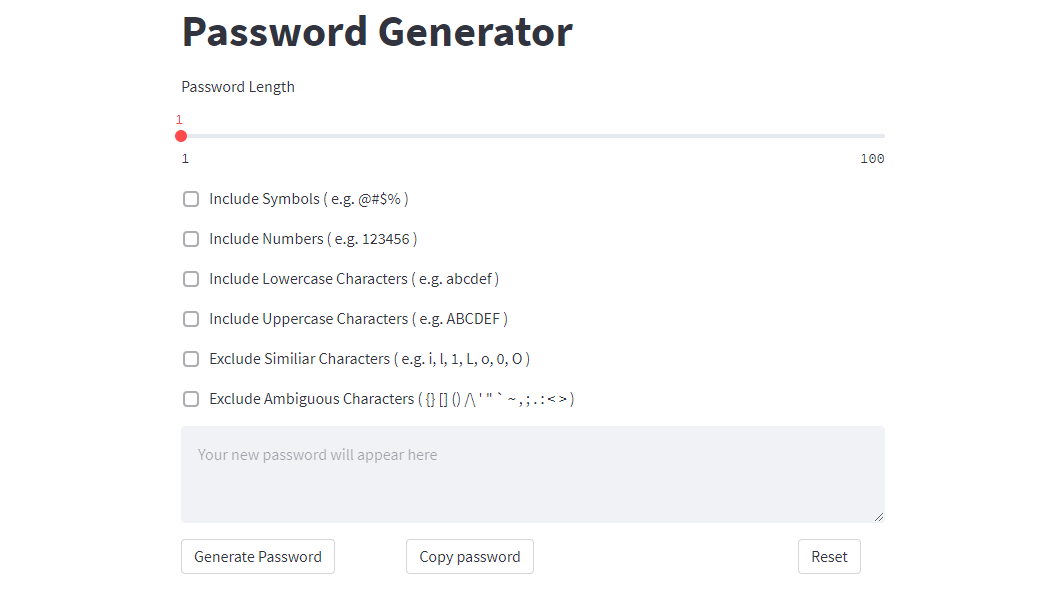 Password Generator
Password Length
1
1 100
Include Symbols ( e.g. @#$% )
Include Numbers ( e.g. 123456 )
Include Lowercase Characters ( e.g. abcdef )
Include Uppercase Characters ( e.g. ABCDEF )
Exclude Similiar Characters ( e.g. i, l, 1, L, o, 0, O )
Exclude Ambiguous Characters ( {} [] () /\ ' " ` ~ , ; . : < > )
Your new password will appear here
Generate Password Copy password Reset